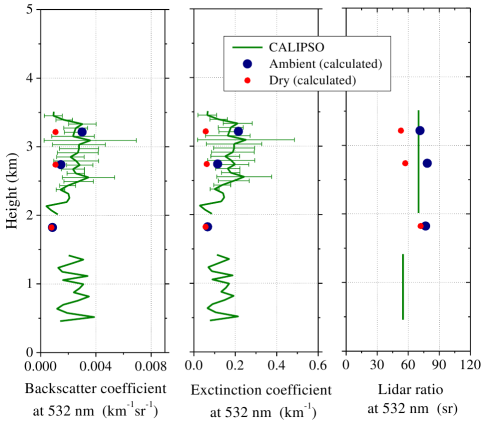 5
4
3
2
1
0
Height (km)
CALIPSO
Ambient (calculated)
Dry (calculated)
0.000 0.004 0.008
0.0 0.2 0.4 0.6
0 30 60 90 120
Backscatter coefficient
at 532 nm (km⁻¹sr⁻¹)
Exctinction coefficient
at 532 nm (km⁻¹)
Lidar ratio
at 532 nm (sr)